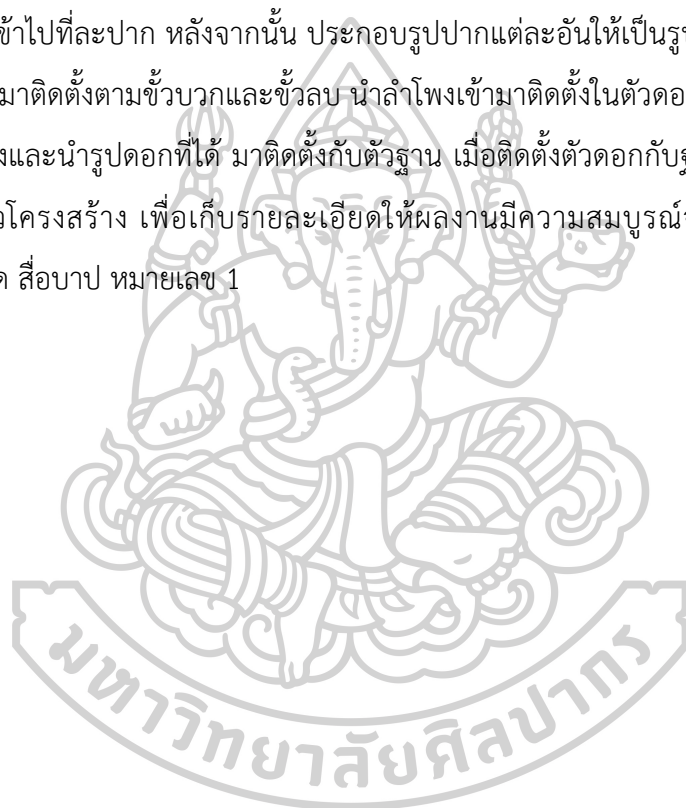 เข้าไปที่ละปาก หลังจากนั้น ประกอบรูปปากแต่ละอันให้เป็นรูป
มาติดตั้งตามขั้วบวกและขั้วลบ นำลำโพงเข้ามาติดตั้งในตัวดอ
และนำรูปดอกที่ได้ มาติดตั้งกับตัวฐาน เมื่อติดตั้งตัวดอกกับ
โครงสร้าง เพื่อเก็บรายละเอียดให้ผลงานมีความสมบูรณ์
สื่อบาป หมายเลข 1
มหาวิทยาลัยศิลปากร